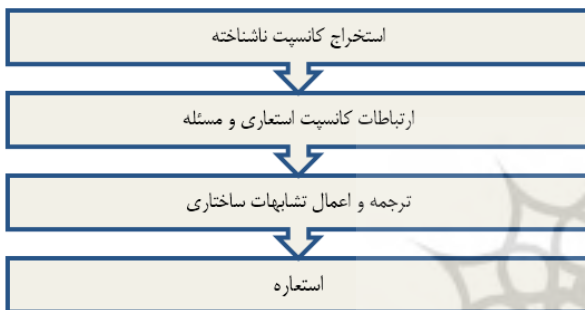 استخراج کانسپت ناشناخته
ارتباطات کانسپت استعاری و مسئله
ترجمه و اعمال تشابهات ساختاری
استعاره